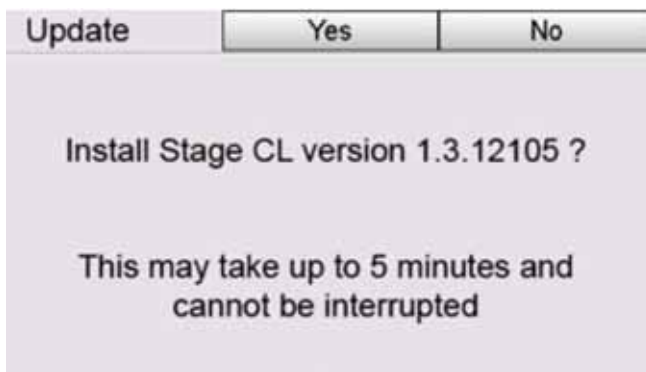 Update Yes No
Install Stage CL version 1.3.12105 ?
This may take up to 5 minutes and
cannot be interrupted